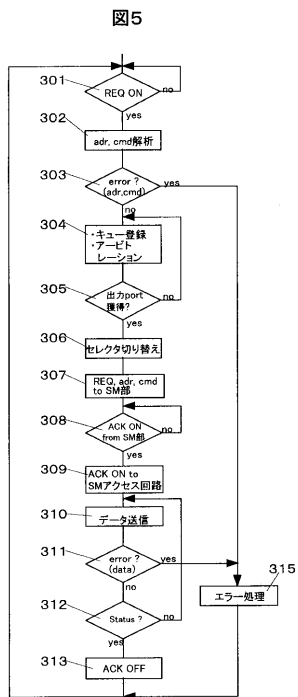 図5
301
REQ ON
no
yes
302
adr, cmd解析
303
error ?
(adr,cmd)
yes
no
304
・キュー登録
・アービト
レーション
305
出力port
獲得?
no
yes
306
セレクタ切り替え
307
REQ, adr, cmd
to SM部
308
ACK ON
from SM部
no
yes
309
ACK ON to
SMアクセス回路
310
データ送信
311
error ?
(data)
yes
no
315
エラー処理
312
Status ?
no
yes
313
ACK OFF